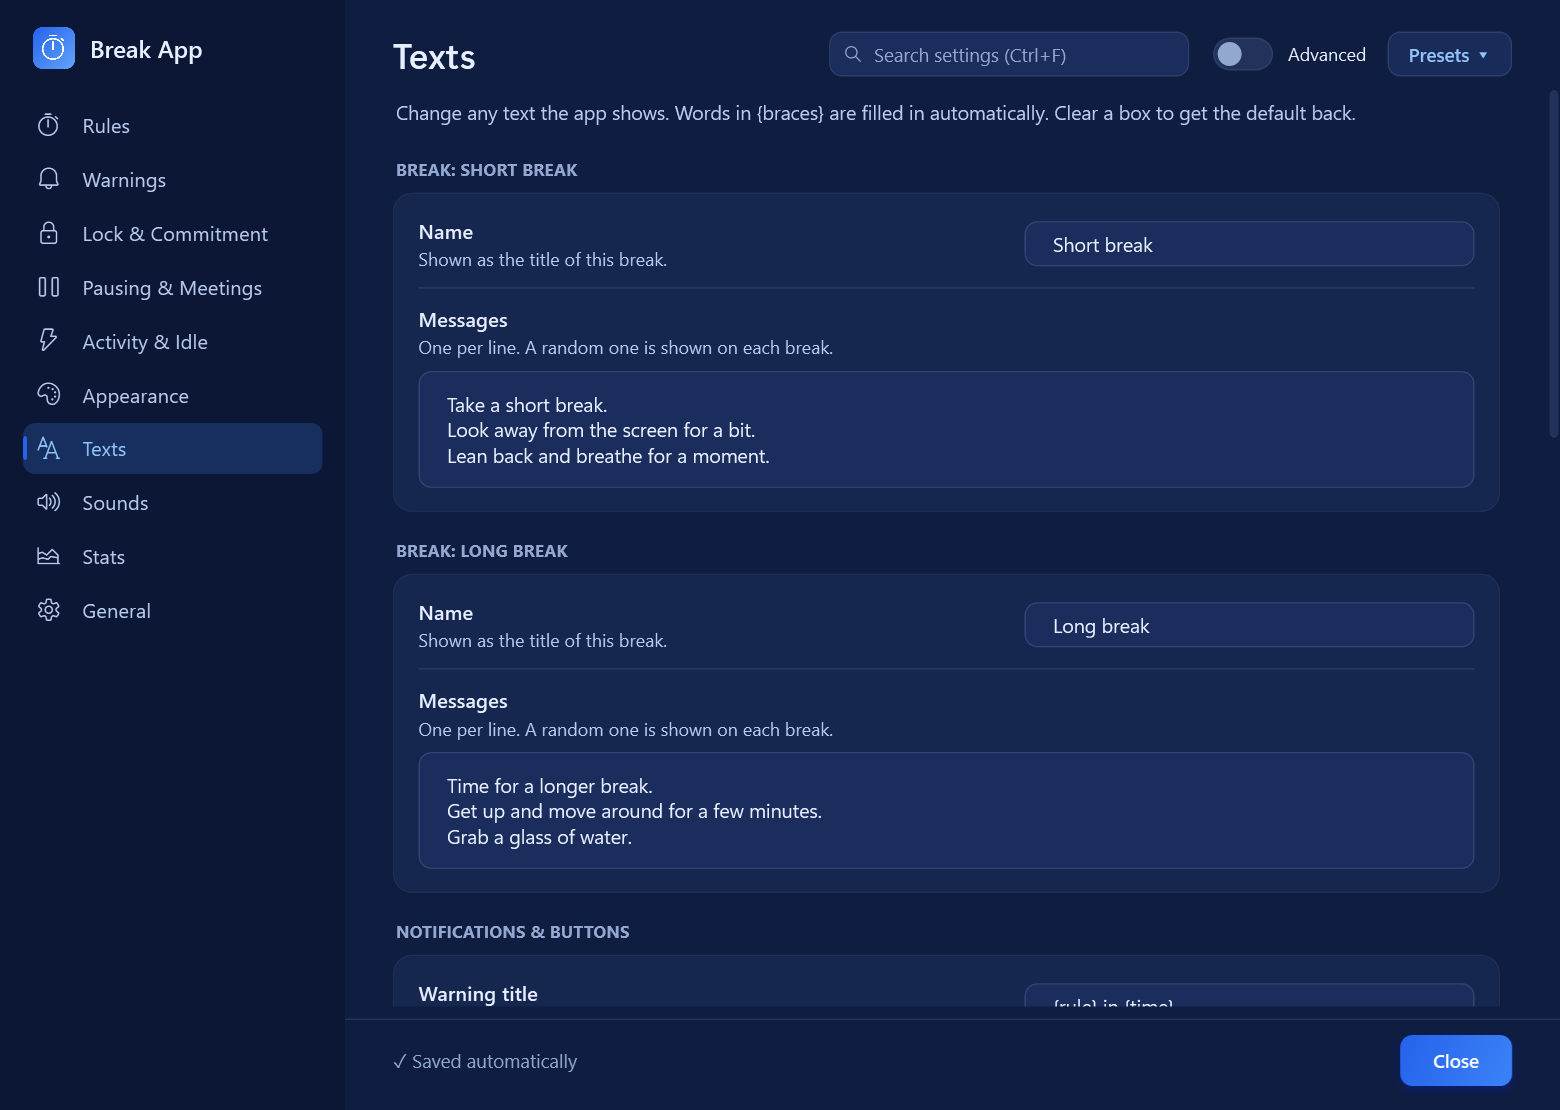 Break App
Rules
Warnings
Lock & Commitment
Pausing & Meetings
Activity & Idle
Appearance
Texts
Sounds
Stats
General
Texts
Search settings (Ctrl+F)
Advanced
Presets
Change any text the app shows. Words in {braces} are filled in automatically. Clear a box to get the default back.
BREAK: SHORT BREAK
Name
Shown as the title of this break.
Short break
Messages
One per line. A random one is shown on each break.
Take a short break.
Look away from the screen for a bit.
Lean back and breathe for a moment.
BREAK: LONG BREAK
Name
Shown as the title of this break.
Long break
Messages
One per line. A random one is shown on each break.
Time for a longer break.
Get up and move around for a few minutes.
Grab a glass of water.
NOTIFICATIONS & BUTTONS
Warning title
{rule} in {time}
✓ Saved automatically
Close